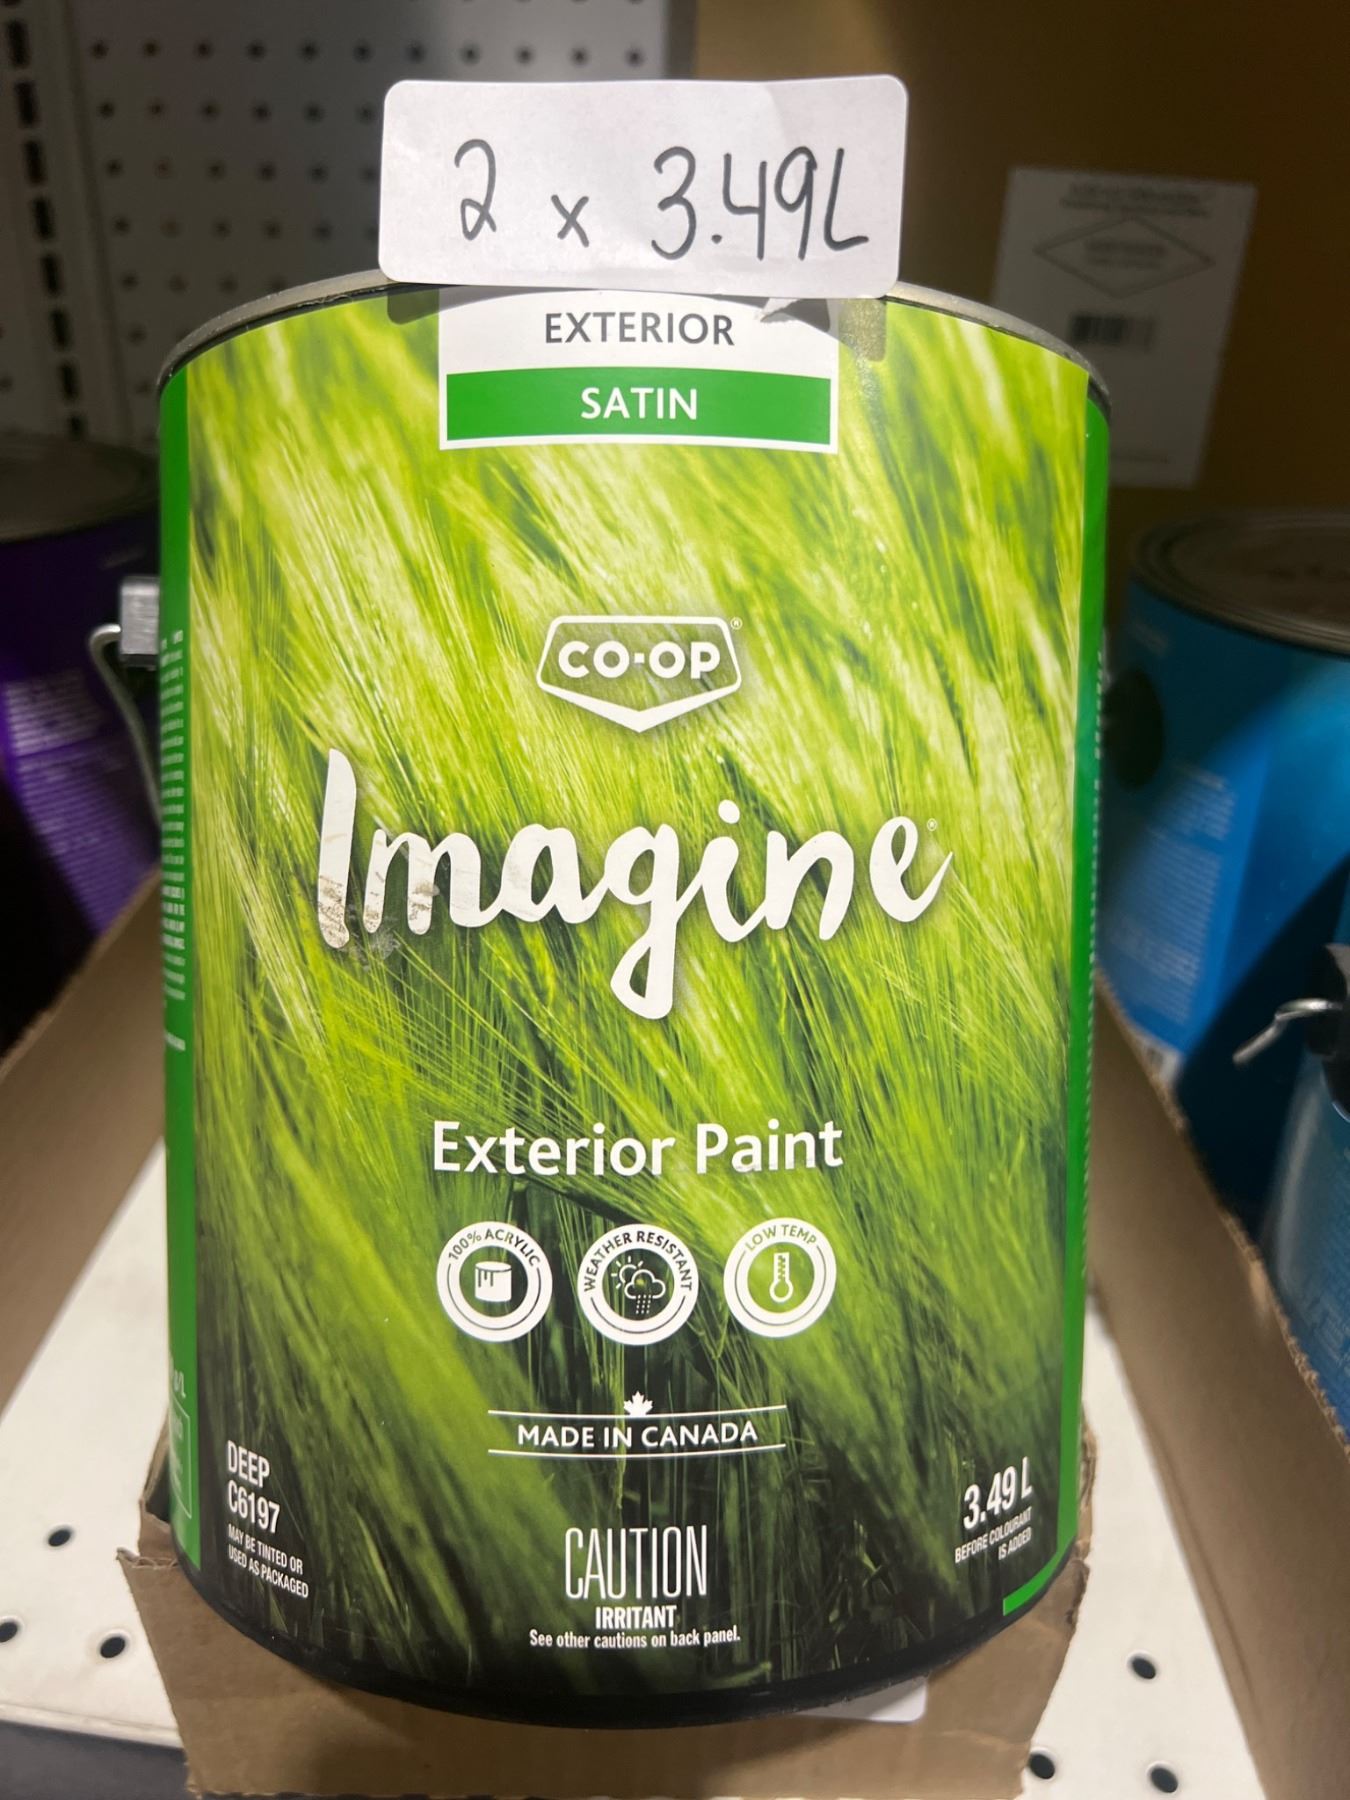 2 x 3.49L
EXTERIOR
SATIN
CO-OP®
Imagine®
Exterior Paint
100% ACRYLIC
WEATHER RESISTANT
LOW TEMP
MADE IN CANADA
DEEP
C6197
MAY BE TINTED OR
USED AS PACKAGED
CAUTION
IRRITANT
See other cautions on back panel.
3.49 L
BEFORE COLOURANT
IS ADDED